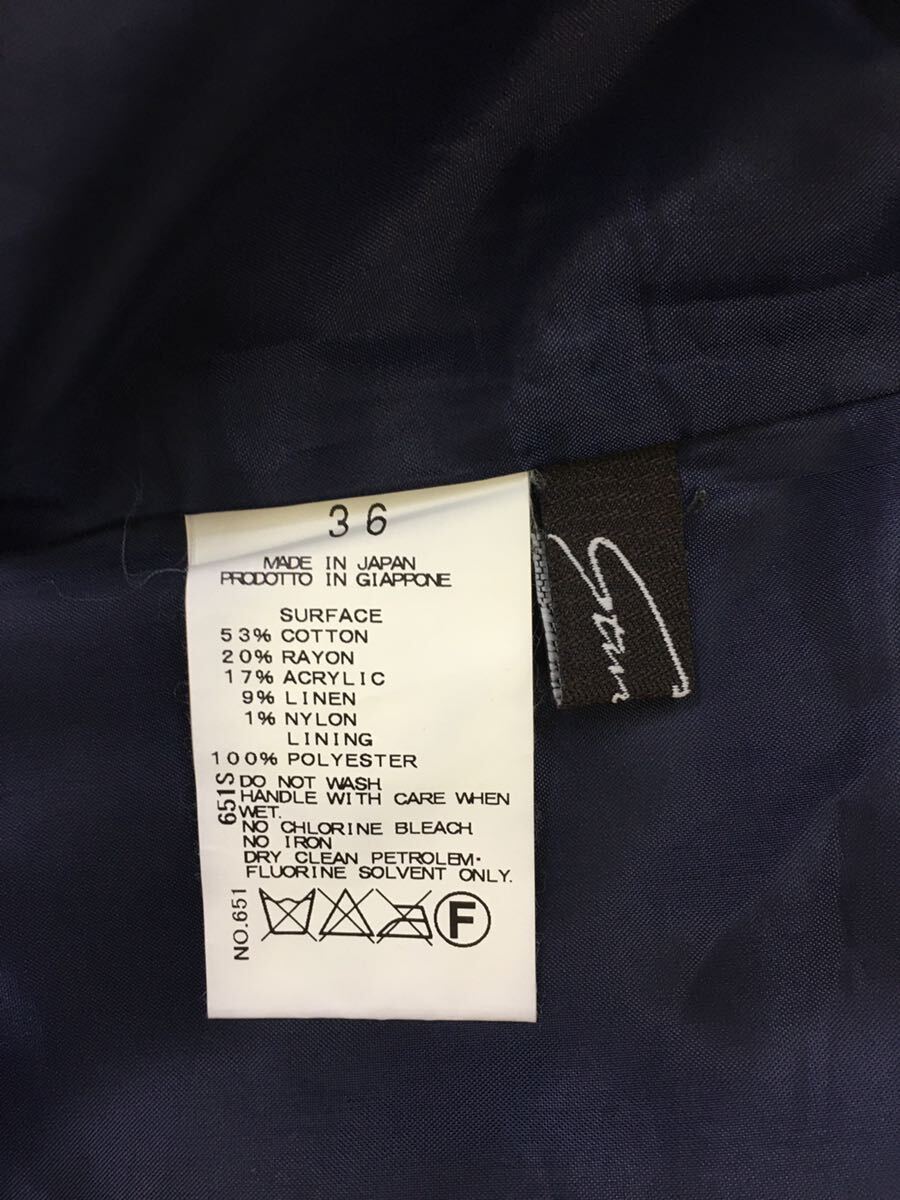 36
MADE IN JAPAN
PRODOTTO IN GIAPPONE
SURFACE
53% COTTON
20% RAYON
17% ACRYLIC
9% LINEN
1% NYLON
LINING
100% POLYESTER
DO NOT WASH
HANDLE WITH CARE WHEN
WET.
NO CHLORINE BLEACH
NO IRON
DRY CLEAN PETROLEM·
FLUORINE SOLVENT ONLY.
F
NO.651
651S